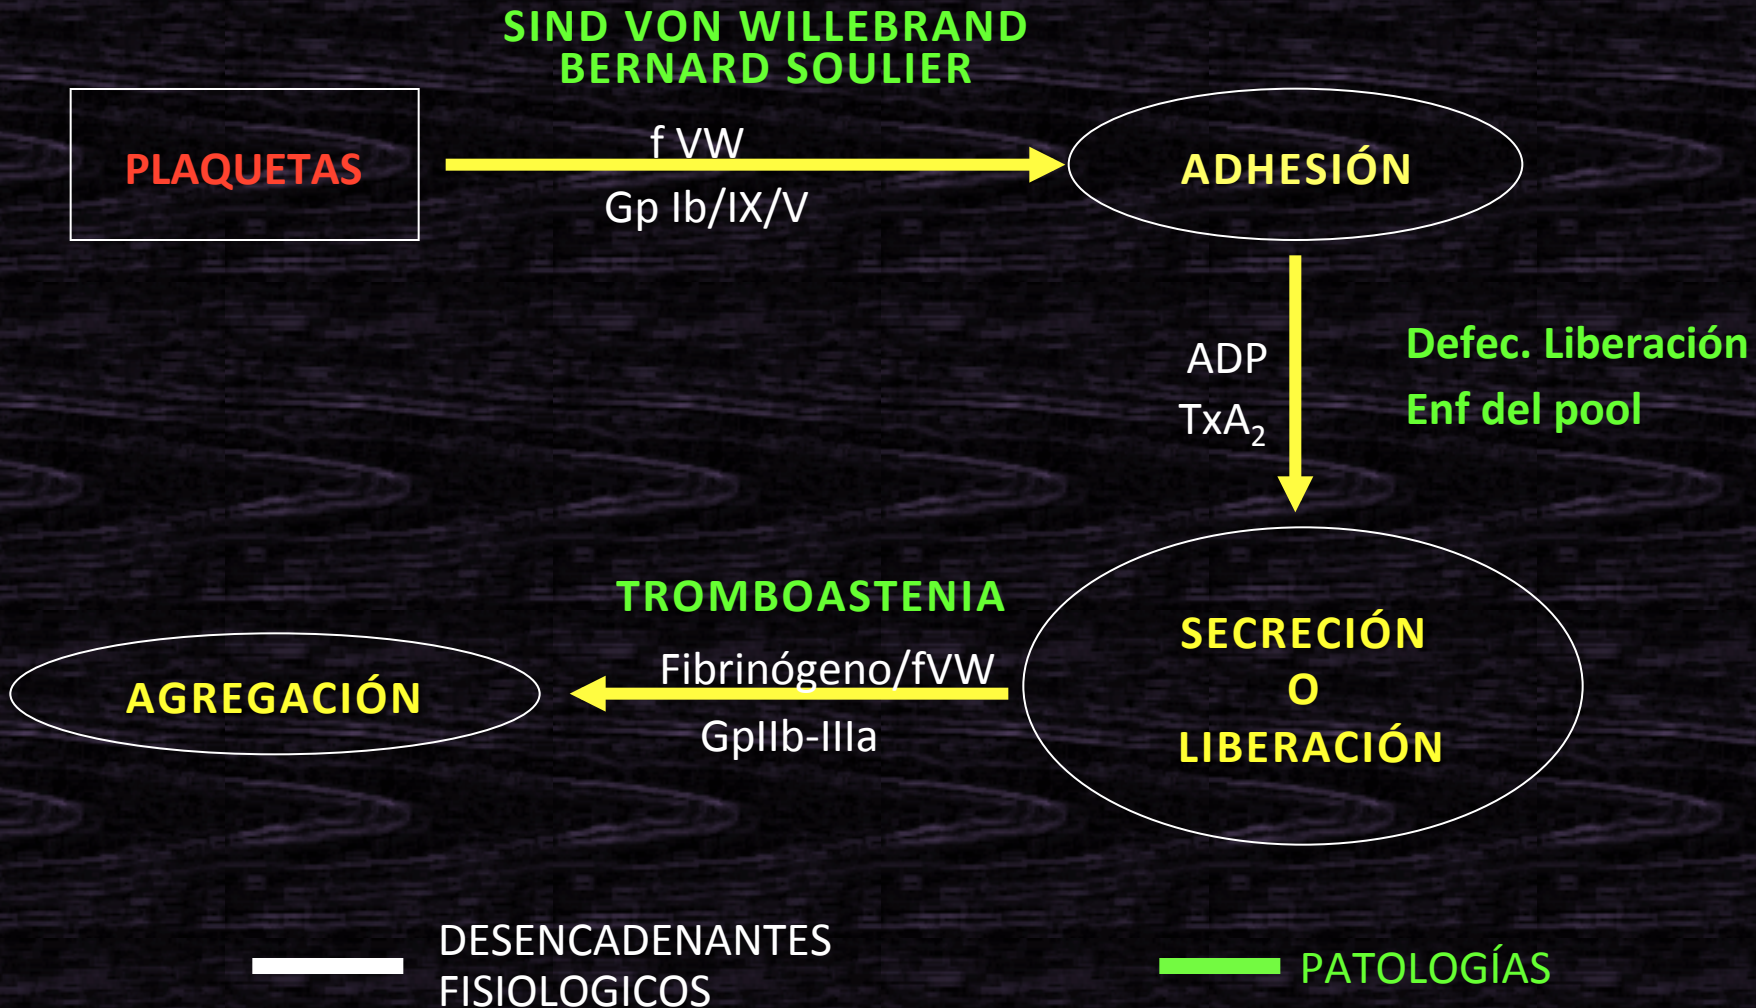 SIND VON WILLEBRAND
BERNARD SOULIER
PLAQUETAS
f VW
Gp Ib/IX/V
ADHESIÓN
ADP
TxA₂
Defec. Liberación
Enf del pool
TROMBOASTENIA
Fibrinógeno/fVW
GpIIb-IIIa
AGREGACIÓN
SECRECIÓN
O
LIBERACIÓN
DESENCADENANTES
FISIOLOGICOS
PATOLOGÍAS